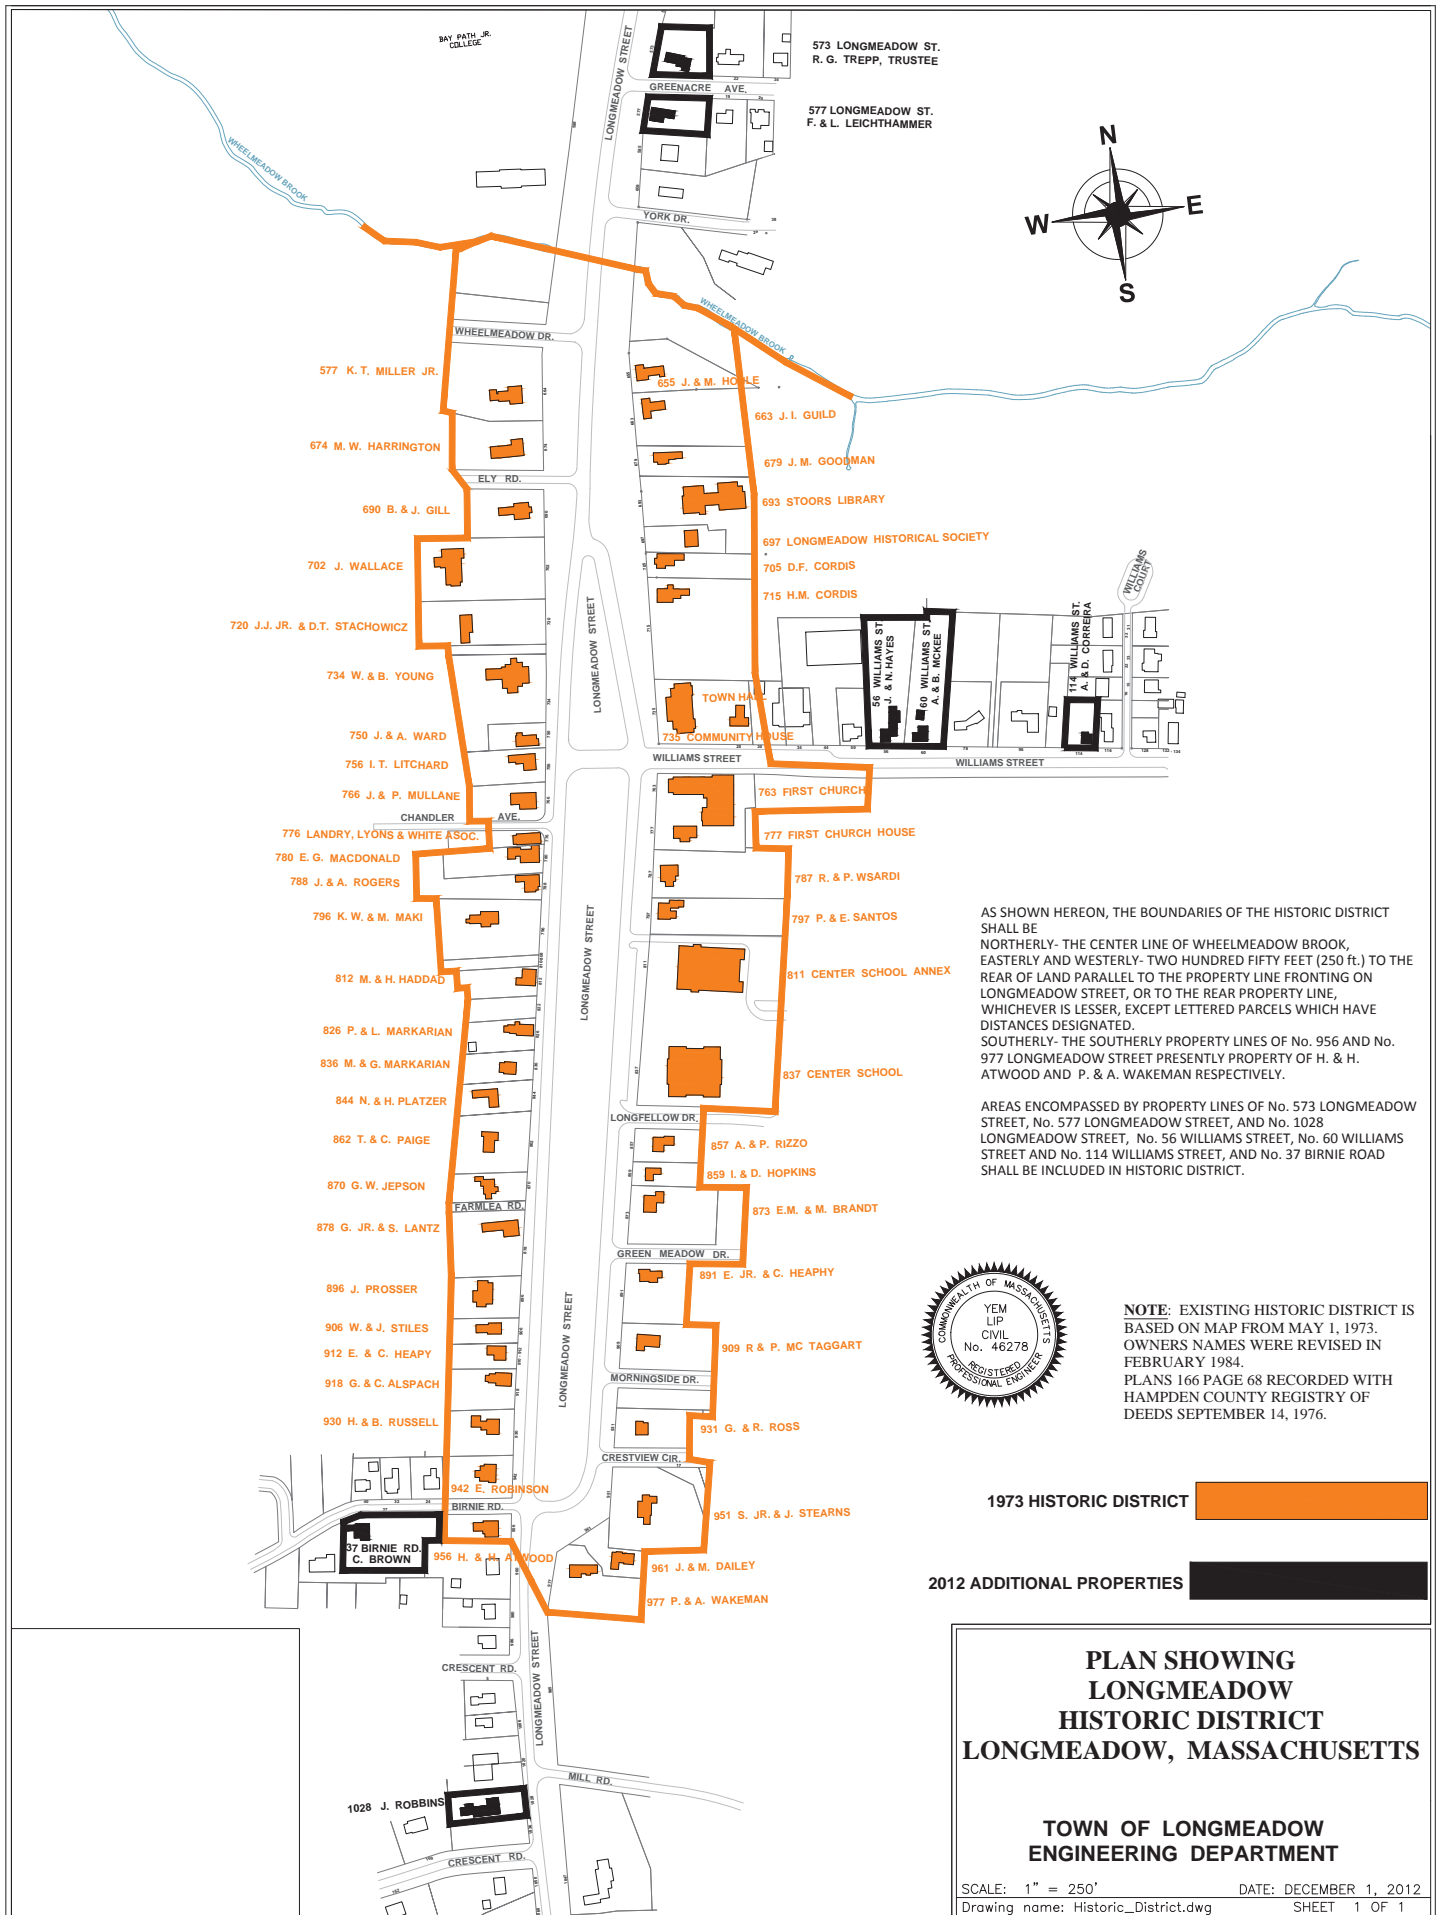 BAY PATH JR.
COLLEGE
573 LONGMEADOW ST.
R. G. TREPP, TRUSTEE
LONGMEADOW STREET
GREENACRE AVE.
577 LONGMEADOW ST.
F. & L. LEICHTHAMMER
WHEELMEADOW BROOK
YORK DR.
N
W
E
S
WHEELMEADOW BROOK
WHEELMEADOW DR.
577 K. T. MILLER JR.
655 J. & M. HOGLE
663 J. I. GUILD
674 M. W. HARRINGTON
679 J. M. GOODMAN
ELY RD.
693 STOORS LIBRARY
690 B. & J. GILL
697 LONGMEADOW HISTORICAL SOCIETY
702 J. WALLACE
705 D.F. CORDIS
715 H.M. CORDIS
WILLIAMS
COURT
LONGMEADOW STREET
720 J.J. JR. & D.T. STACHOWICZ
56 WILLIAMS ST.
J. & N. HAYES
60 WILLIAMS ST.
A. & B. MCKEE
114 WILLIAMS ST.
A. & D. CORREIRA
734 W. & B. YOUNG
TOWN HALL
750 J. & A. WARD
735 COMMUNITY HOUSE
756 I. T. LITCHARD
WILLIAMS STREET
WILLIAMS STREET
766 J. & P. MULLANE
763 FIRST CHURCH
CHANDLER AVE.
776 LANDRY, LYONS & WHITE ASOC.
777 FIRST CHURCH HOUSE
780 E. G. MACDONALD
788 J. & A. ROGERS
787 R. & P. WSARDI
796 K. W. & M. MAKI
797 P. & E. SANTOS
LONGMEADOW STREET
812 M. & H. HADDAD
811 CENTER SCHOOL ANNEX
826 P. & L. MARKARIAN
836 M. & G. MARKARIAN
837 CENTER SCHOOL
844 N. & H. PLATZER
LONGFELLOW DR.
862 T. & C. PAIGE
857 A. & P. RIZZO
859 I. & D. HOPKINS
870 G. W. JEPSON
FARMLEA RD.
873 E.M. & M. BRANDT
878 G. JR. & S. LANTZ
GREEN MEADOW DR.
891 E. JR. & C. HEAPHY
896 J. PROSSER
LONGMEADOW STREET
906 W. & J. STILES
909 R & P. MC TAGGART
912 E. & C. HEAPY
918 G. & C. ALSPACH
MORNINGSIDE DR.
930 H. & B. RUSSELL
931 G. & R. ROSS
CRESTVIEW CIR.
942 E. ROBINSON
BIRNIE RD.
951 S. JR. & J. STEARNS
37 BIRNIE RD.
C. BROWN
956 H. & H. ATWOOD
961 J. & M. DAILEY
977 P. & A. WAKEMAN
LONGMEADOW STREET
CRESCENT RD.
MILL RD.
1028 J. ROBBINS
CRESCENT RD.
AS SHOWN HEREON, THE BOUNDARIES OF THE HISTORIC DISTRICT
SHALL BE
NORTHERLY- THE CENTER LINE OF WHEELMEADOW BROOK,
EASTERLY AND WESTERLY- TWO HUNDRED FIFTY FEET (250 ft.) TO THE
REAR OF LAND PARALLEL TO THE PROPERTY LINE FRONTING ON
LONGMEADOW STREET, OR TO THE REAR PROPERTY LINE,
WHICHEVER IS LESSER, EXCEPT LETTERED PARCELS WHICH HAVE
DISTANCES DESIGNATED.
SOUTHERLY- THE SOUTHERLY PROPERTY LINES OF No. 956 AND No.
977 LONGMEADOW STREET PRESENTLY PROPERTY OF H. & H.
ATWOOD AND P. & A. WAKEMAN RESPECTIVELY.
AREAS ENCOMPASSED BY PROPERTY LINES OF No. 573 LONGMEADOW
STREET, No. 577 LONGMEADOW STREET, AND No. 1028
LONGMEADOW STREET, No. 56 WILLIAMS STREET, No. 60 WILLIAMS
STREET AND No. 114 WILLIAMS STREET, AND No. 37 BIRNIE ROAD
SHALL BE INCLUDED IN HISTORIC DISTRICT.
COMMONWEALTH OF MASSACHUSETTS
YEM
LIP
CIVIL
No. 46278
REGISTERED
PROFESSIONAL ENGINEER
NOTE: EXISTING HISTORIC DISTRICT IS
BASED ON MAP FROM MAY 1, 1973.
OWNERS NAMES WERE REVISED IN
FEBRUARY 1984.
PLANS 166 PAGE 68 RECORDED WITH
HAMPDEN COUNTY REGISTRY OF
DEEDS SEPTEMBER 14, 1976.
1973 HISTORIC DISTRICT
2012 ADDITIONAL PROPERTIES
PLAN SHOWING
LONGMEADOW
HISTORIC DISTRICT
LONGMEADOW, MASSACHUSETTS
TOWN OF LONGMEADOW
ENGINEERING DEPARTMENT
SCALE: 1" = 250'
DATE: DECEMBER 1, 2012
Drawing name: Historic_District.dwg
SHEET 1 OF 1